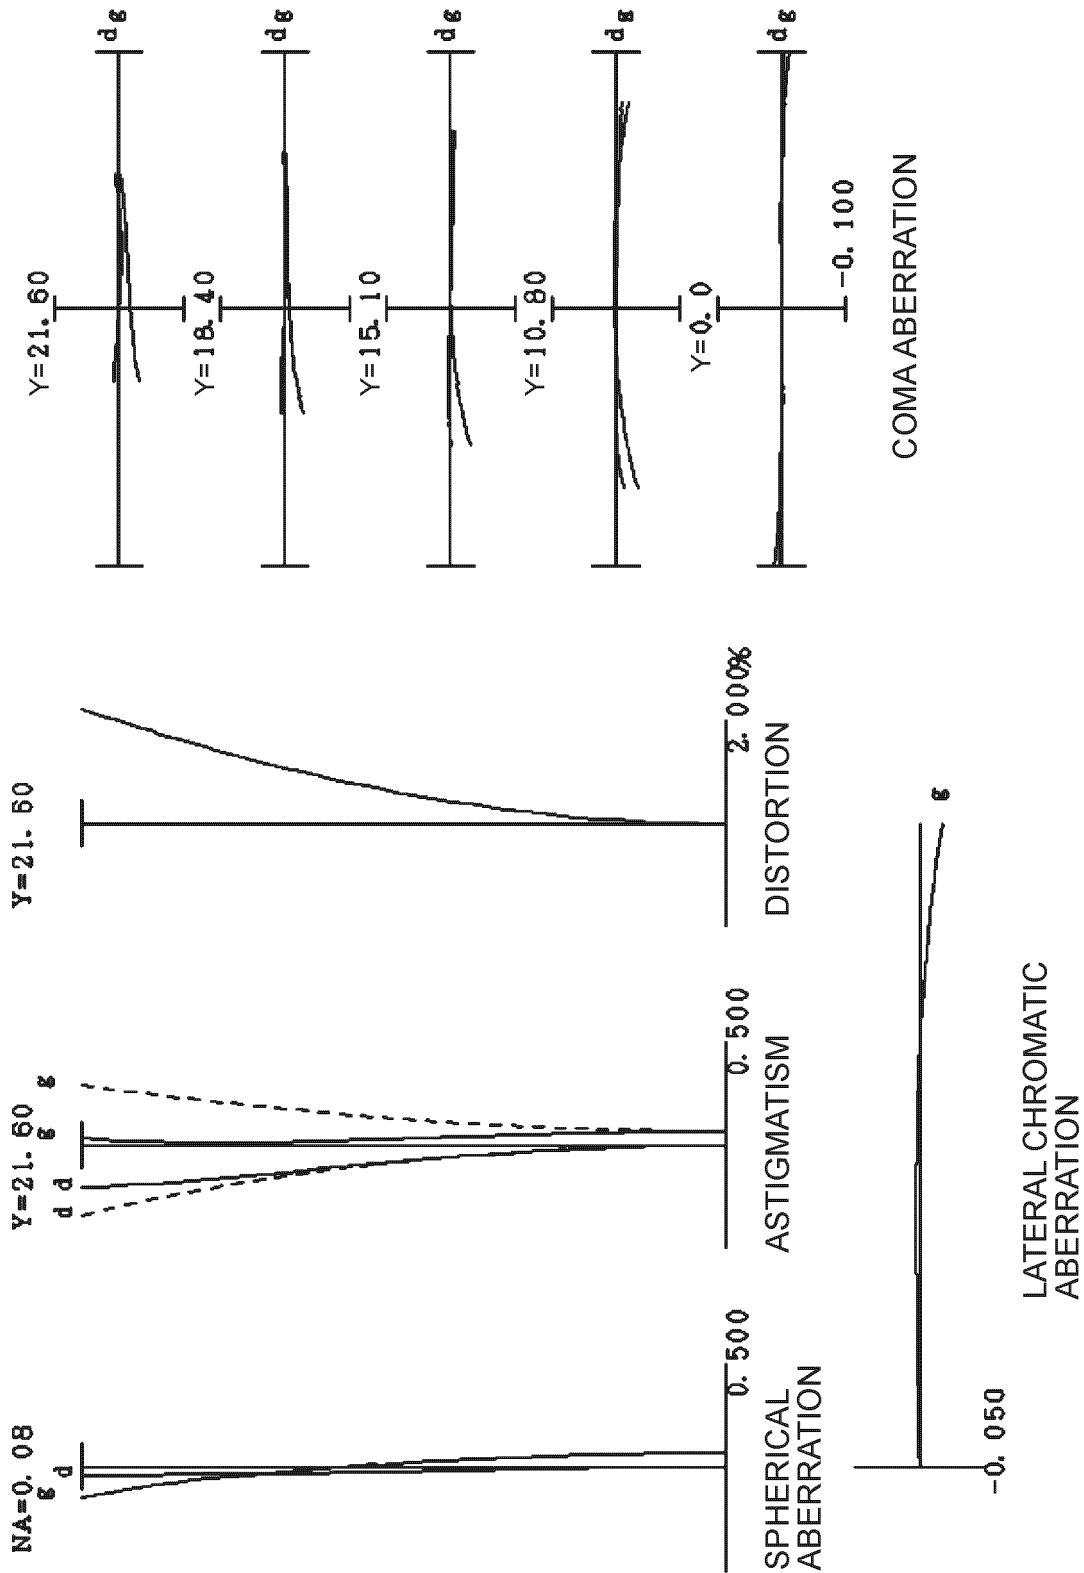 NA=0.08
g
d
0.500
SPHERICAL
ABERRATION
Y=21.60
d d g g
0.500
ASTIGMATISM
Y=21.60
2.000%
DISTORTION
Y=21.60
d g
Y=18.40
d g
Y=15.10
d g
Y=10.80
d g
Y=0.0
d g
-0.100
COMA ABERRATION
g
-0.050
LATERAL CHROMATIC
ABERRATION